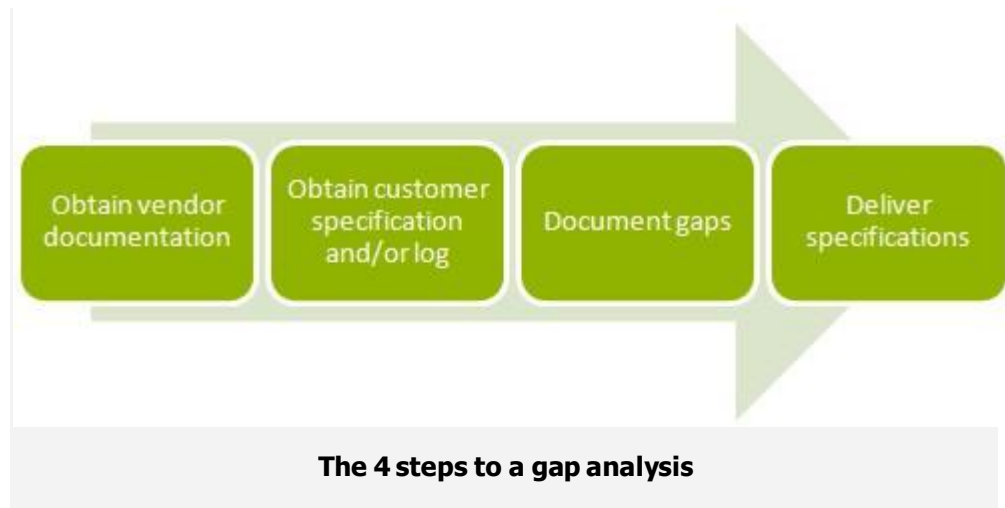 Obtain vendor
documentation
Obtain customer
specification
and/or log
Document gaps
Deliver
specifications
The 4 steps to a gap analysis